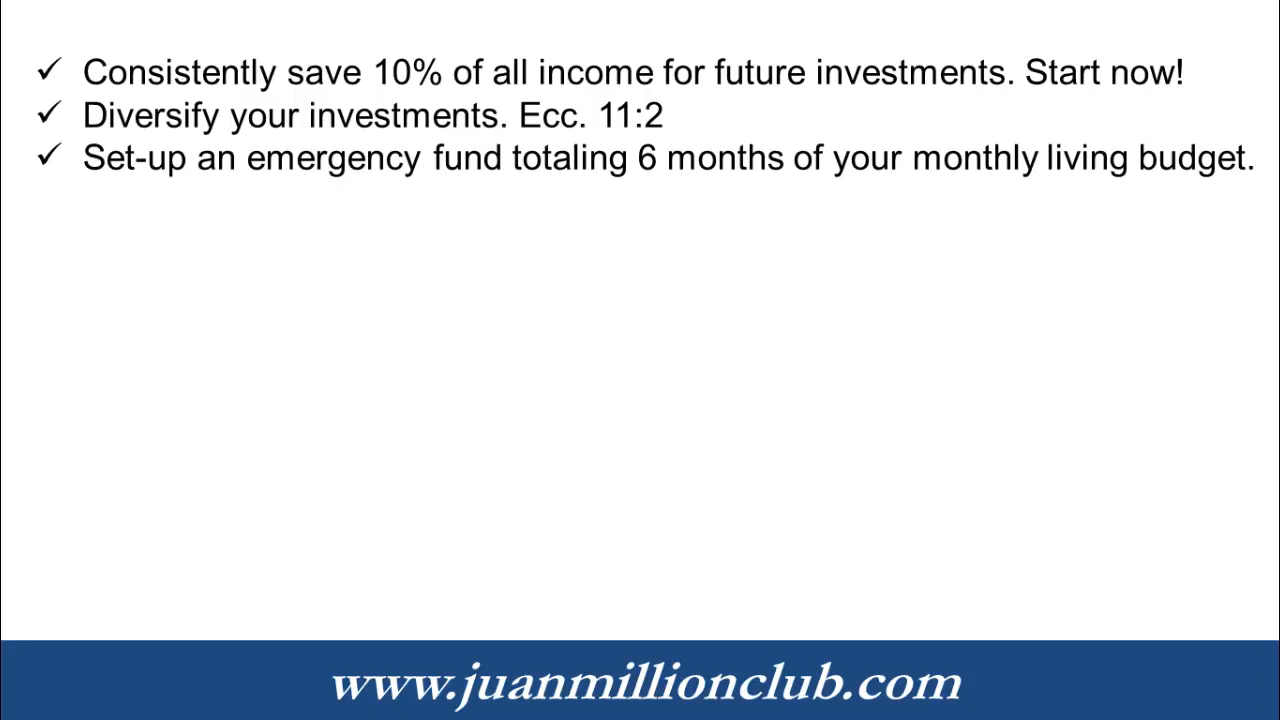 ✓ Consistently save 10% of all income for future investments. Start now!
✓ Diversify your investments. Ecc. 11:2
✓ Set-up an emergency fund totaling 6 months of your monthly living budget.
www.juanmillionclub.com